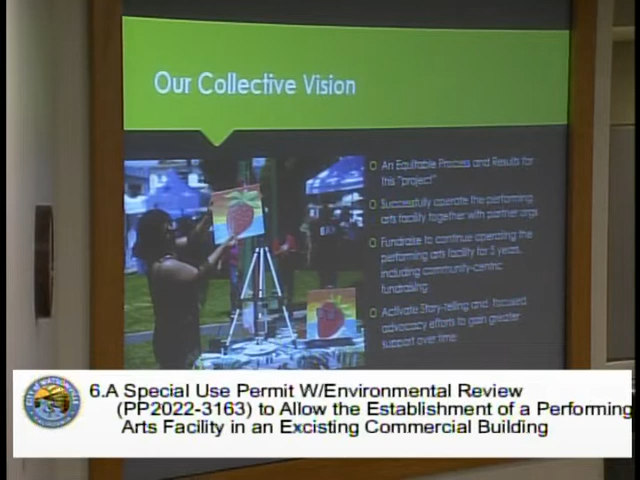 Our Collective Vision
An Equitable Process and Results for
this "project"
Successfully operate the performing
arts facility together with partner orgs
Fundraise to continue operating the
performing arts facility for 5 years,
including community-centric
fundraising
Activate Story-telling and focused
advocacy efforts to gain greater
support over time
6.A Special Use Permit W/Environmental Review
(PP2022-3163) to Allow the Establishment of a Performing
Arts Facility in an Excisting Commercial Building